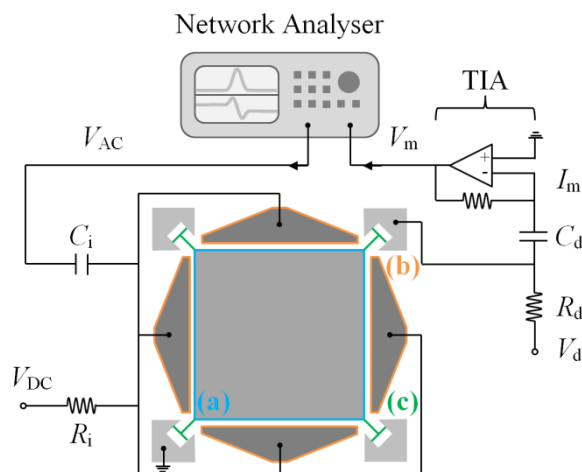 Network Analyser
TIA
V_AC
V_m
+
-
I_m
C_i
C_d
(b)
R_d
V_d
V_DC
(a)
(c)
R_i